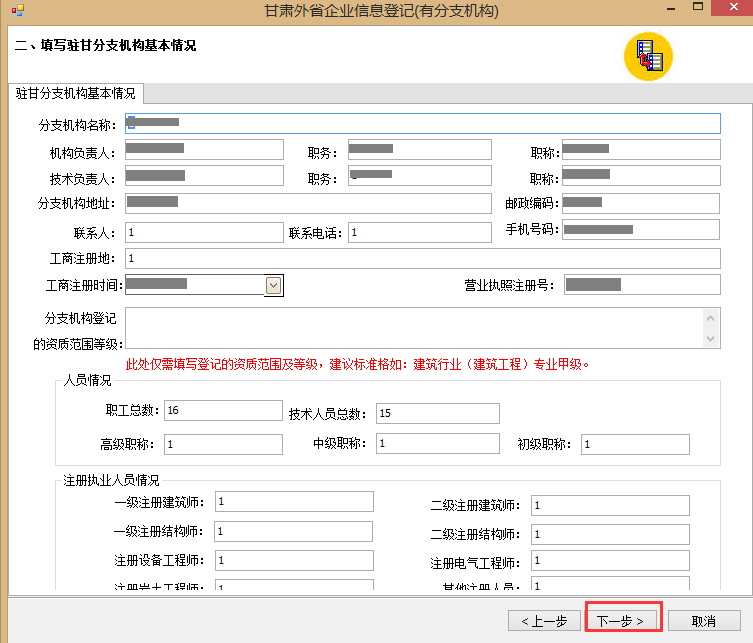 甘肃外省企业信息登记(有分支机构)
二、填写驻甘分支机构基本情况
驻甘分支机构基本情况
分支机构名称：
机构负责人： 职务： 职称：
技术负责人： 职务： 职称：
分支机构地址： 邮政编码：
联系人： 1 联系电话： 1 手机号码：
工商注册地： 1
工商注册时间： 营业执照注册号：
分支机构登记
的资质范围等级：
此处仅需填写登记的资质范围及等级，建议标准格如：建筑行业（建筑工程）专业甲级。
人员情况
职工总数： 16 技术人员总数： 15
高级职称： 1 中级职称： 1 初级职称： 1
注册执业人员情况
一级注册建筑师： 1 二级注册建筑师： 1
一级注册结构师： 1 二级注册结构师： 1
注册设备工程师： 1 注册电气工程师： 1
注册岩土工程师： 1 其他注册人员： 1
< 上一步 下一步 > 取消